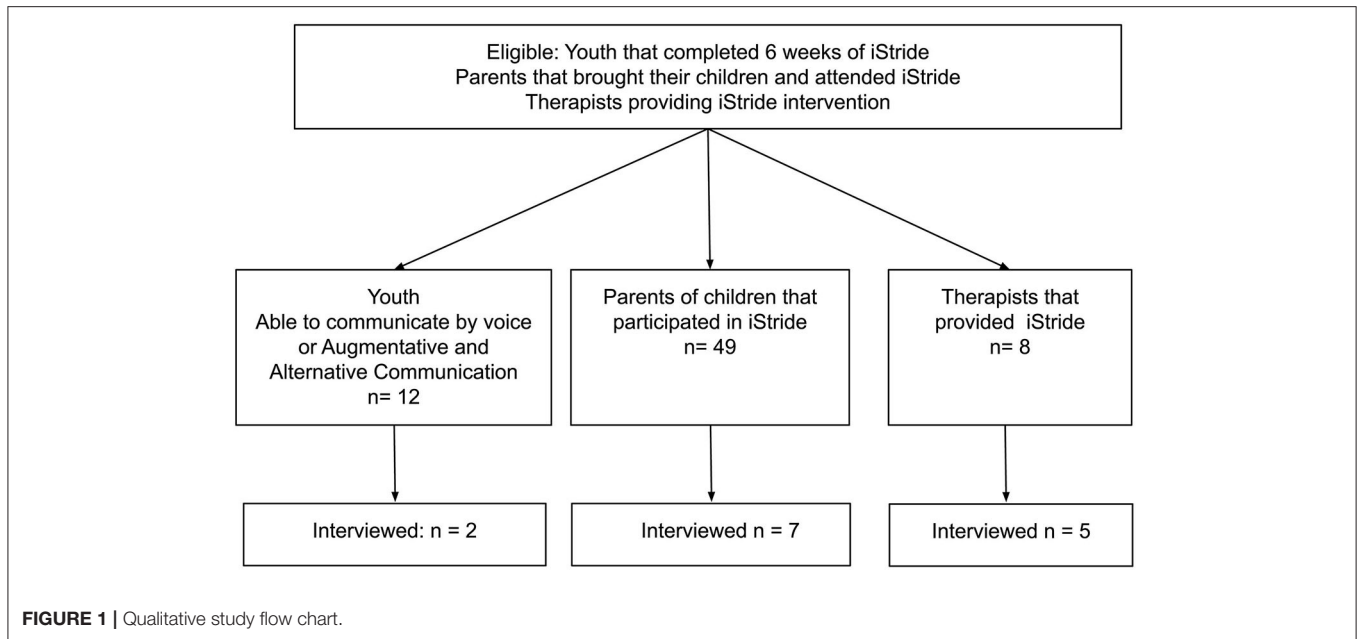 Eligible: Youth that completed 6 weeks of iStride
Parents that brought their children and attended iStride
Therapists providing iStride intervention
Youth
Able to communicate by voice
or Augmentative and
Alternative Communication
n= 12
Parents of children that
participated in iStride
n= 49
Therapists that
provided iStride
n= 8
Interviewed: n = 2
Interviewed n = 7
Interviewed n = 5
FIGURE 1 | Qualitative study flow chart.